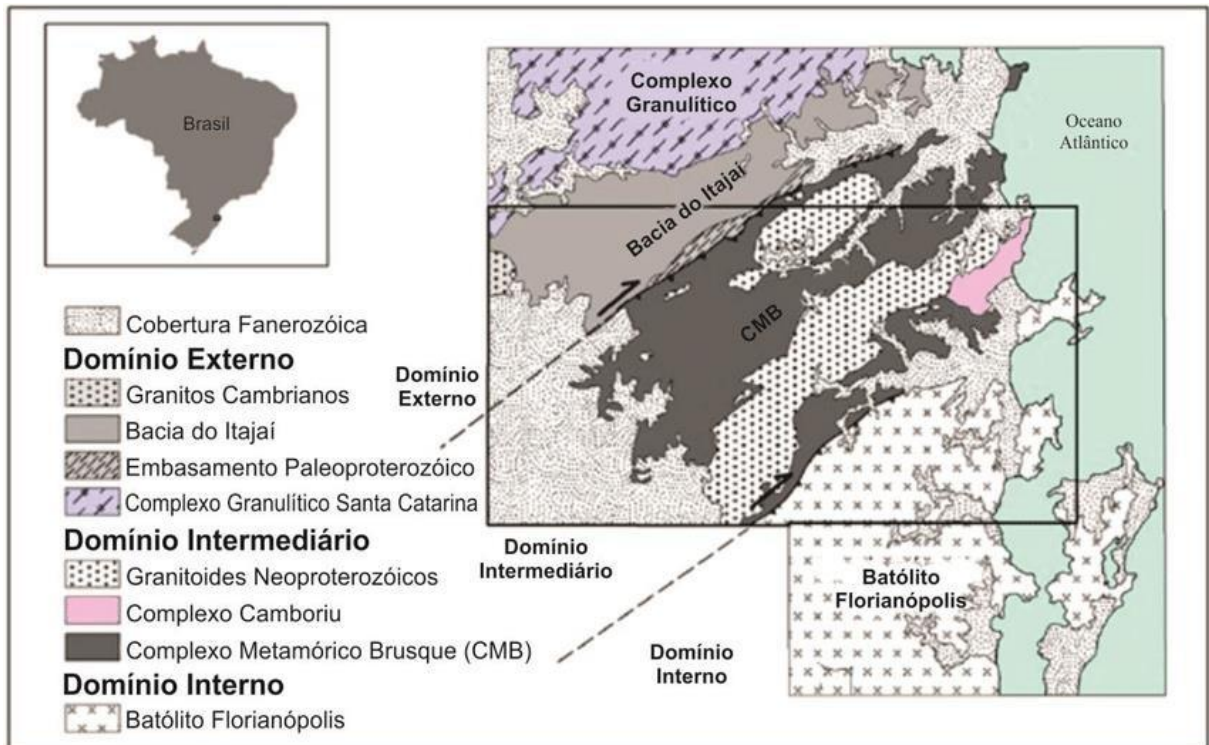 Brasil
Complexo
Granulítico
Oceano
Atlântico
Bacia do Itajaí
CMB
Domínio
Externo
Domínio
Intermediário
Domínio
Interno
Batólito
Florianópolis
Cobertura Fanerozóica
Domínio Externo
Granitos Cambrianos
Bacia do Itajaí
Embasamento Paleoproterozóico
Complexo Granulítico Santa Catarina
Domínio Intermediário
Granitoides Neoproterozóicos
Complexo Camboriu
Complexo Metamórico Brusque (CMB)
Domínio Interno
Batólito Florianópolis